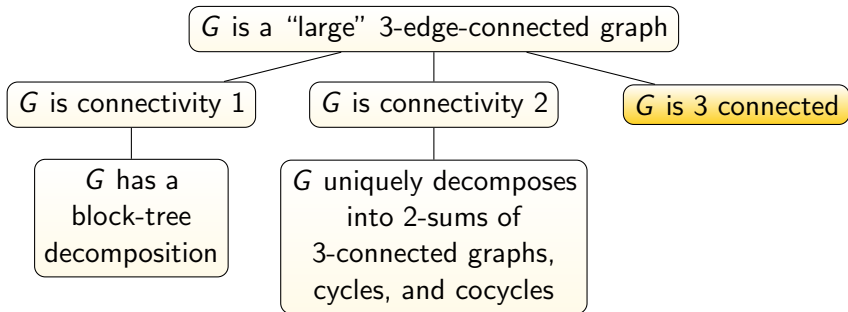 G is a “large” 3-edge-connected graph
G is connectivity 1
G is connectivity 2
G is 3 connected
G has a
block-tree
decomposition
G uniquely decomposes
into 2-sums of
3-connected graphs,
cycles, and cocycles